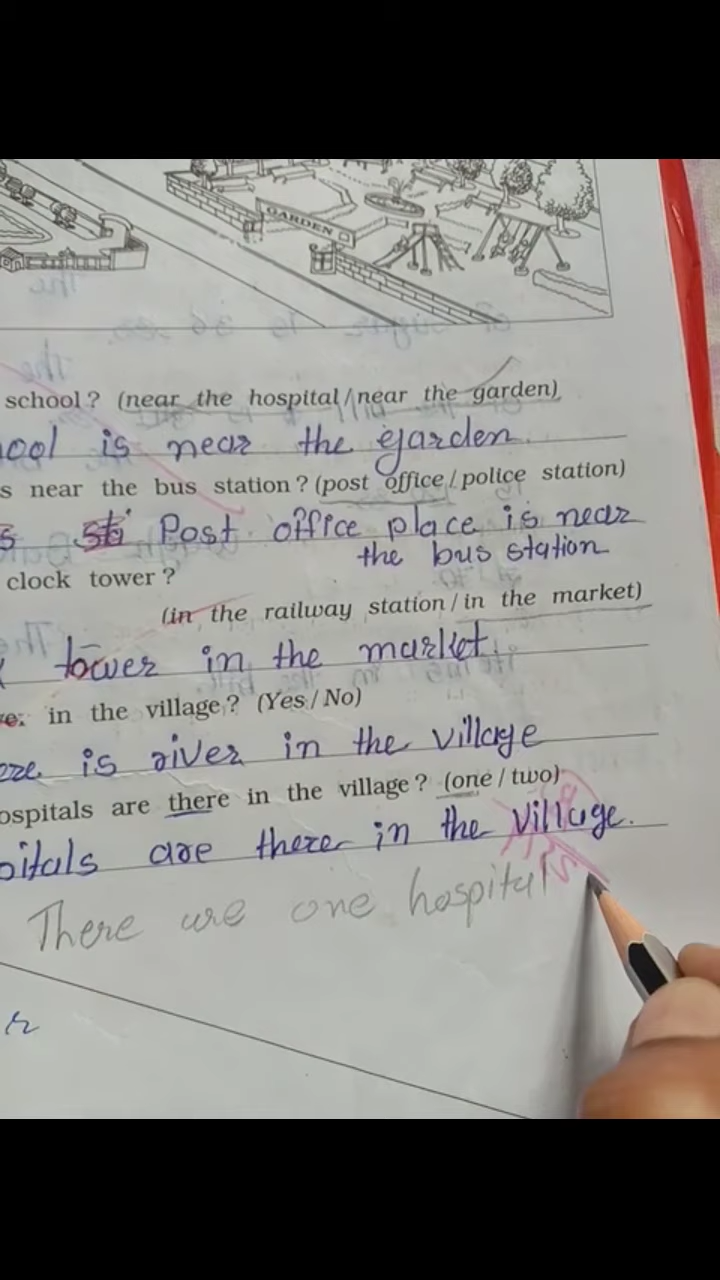 GARDEN
school? (near the hospital/near the garden)
ool is near the garden
s near the bus station? (post office/police station)
s sti Post office place is near
the bus station
clock tower?
(in the railway station/in the market)
tower in the market.
e. in the village? (Yes/No)
ere is river in the village
ospitals are there in the village? (one/two)
pitals are there in the village.
There are one hospital
r